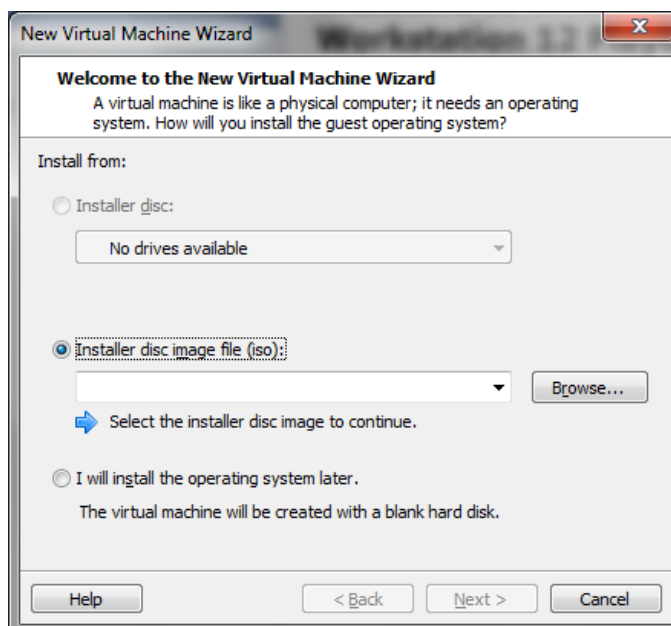 New Virtual Machine Wizard
Workstation 12
Welcome to the New Virtual Machine Wizard
A virtual machine is like a physical computer; it needs an operating
system. How will you install the guest operating system?
Install from:
Installer disc:
No drives available
Installer disc image file (iso):
Browse...
Select the installer disc image to continue.
I will install the operating system later.
The virtual machine will be created with a blank hard disk.
Help
< Back
Next >
Cancel